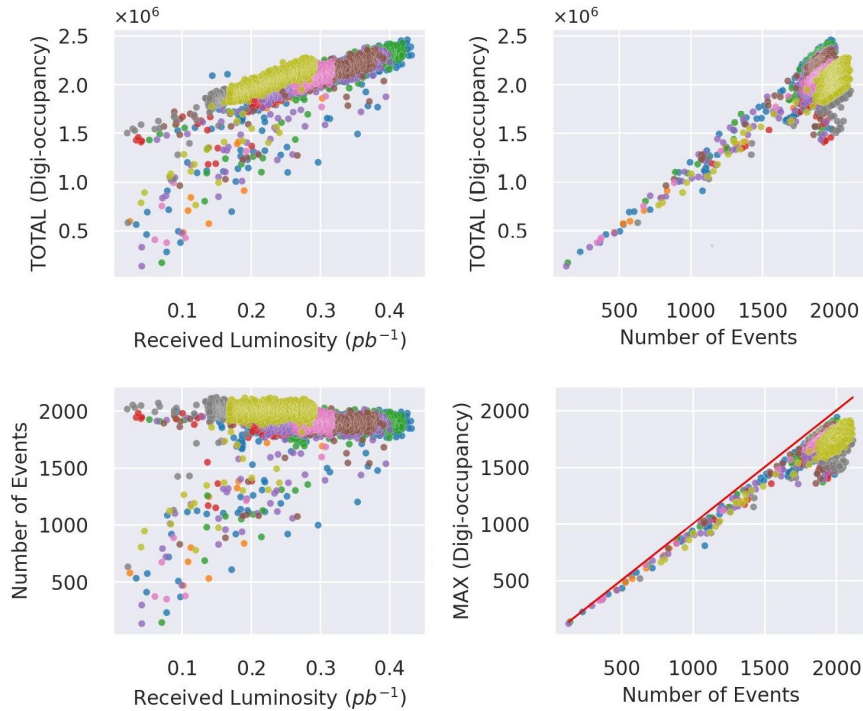 ×10⁶
×10⁶
TOTAL (Digi-occupancy)
2.5
2.0
1.5
1.0
0.5
0.1 0.2 0.3 0.4
Received Luminosity (pb⁻¹)
TOTAL (Digi-occupancy)
2.5
2.0
1.5
1.0
0.5
500 1000 1500 2000
Number of Events
Number of Events
2000
1500
1000
500
0.1 0.2 0.3 0.4
Received Luminosity (pb⁻¹)
MAX (Digi-occupancy)
2000
1500
1000
500
500 1000 1500 2000
Number of Events